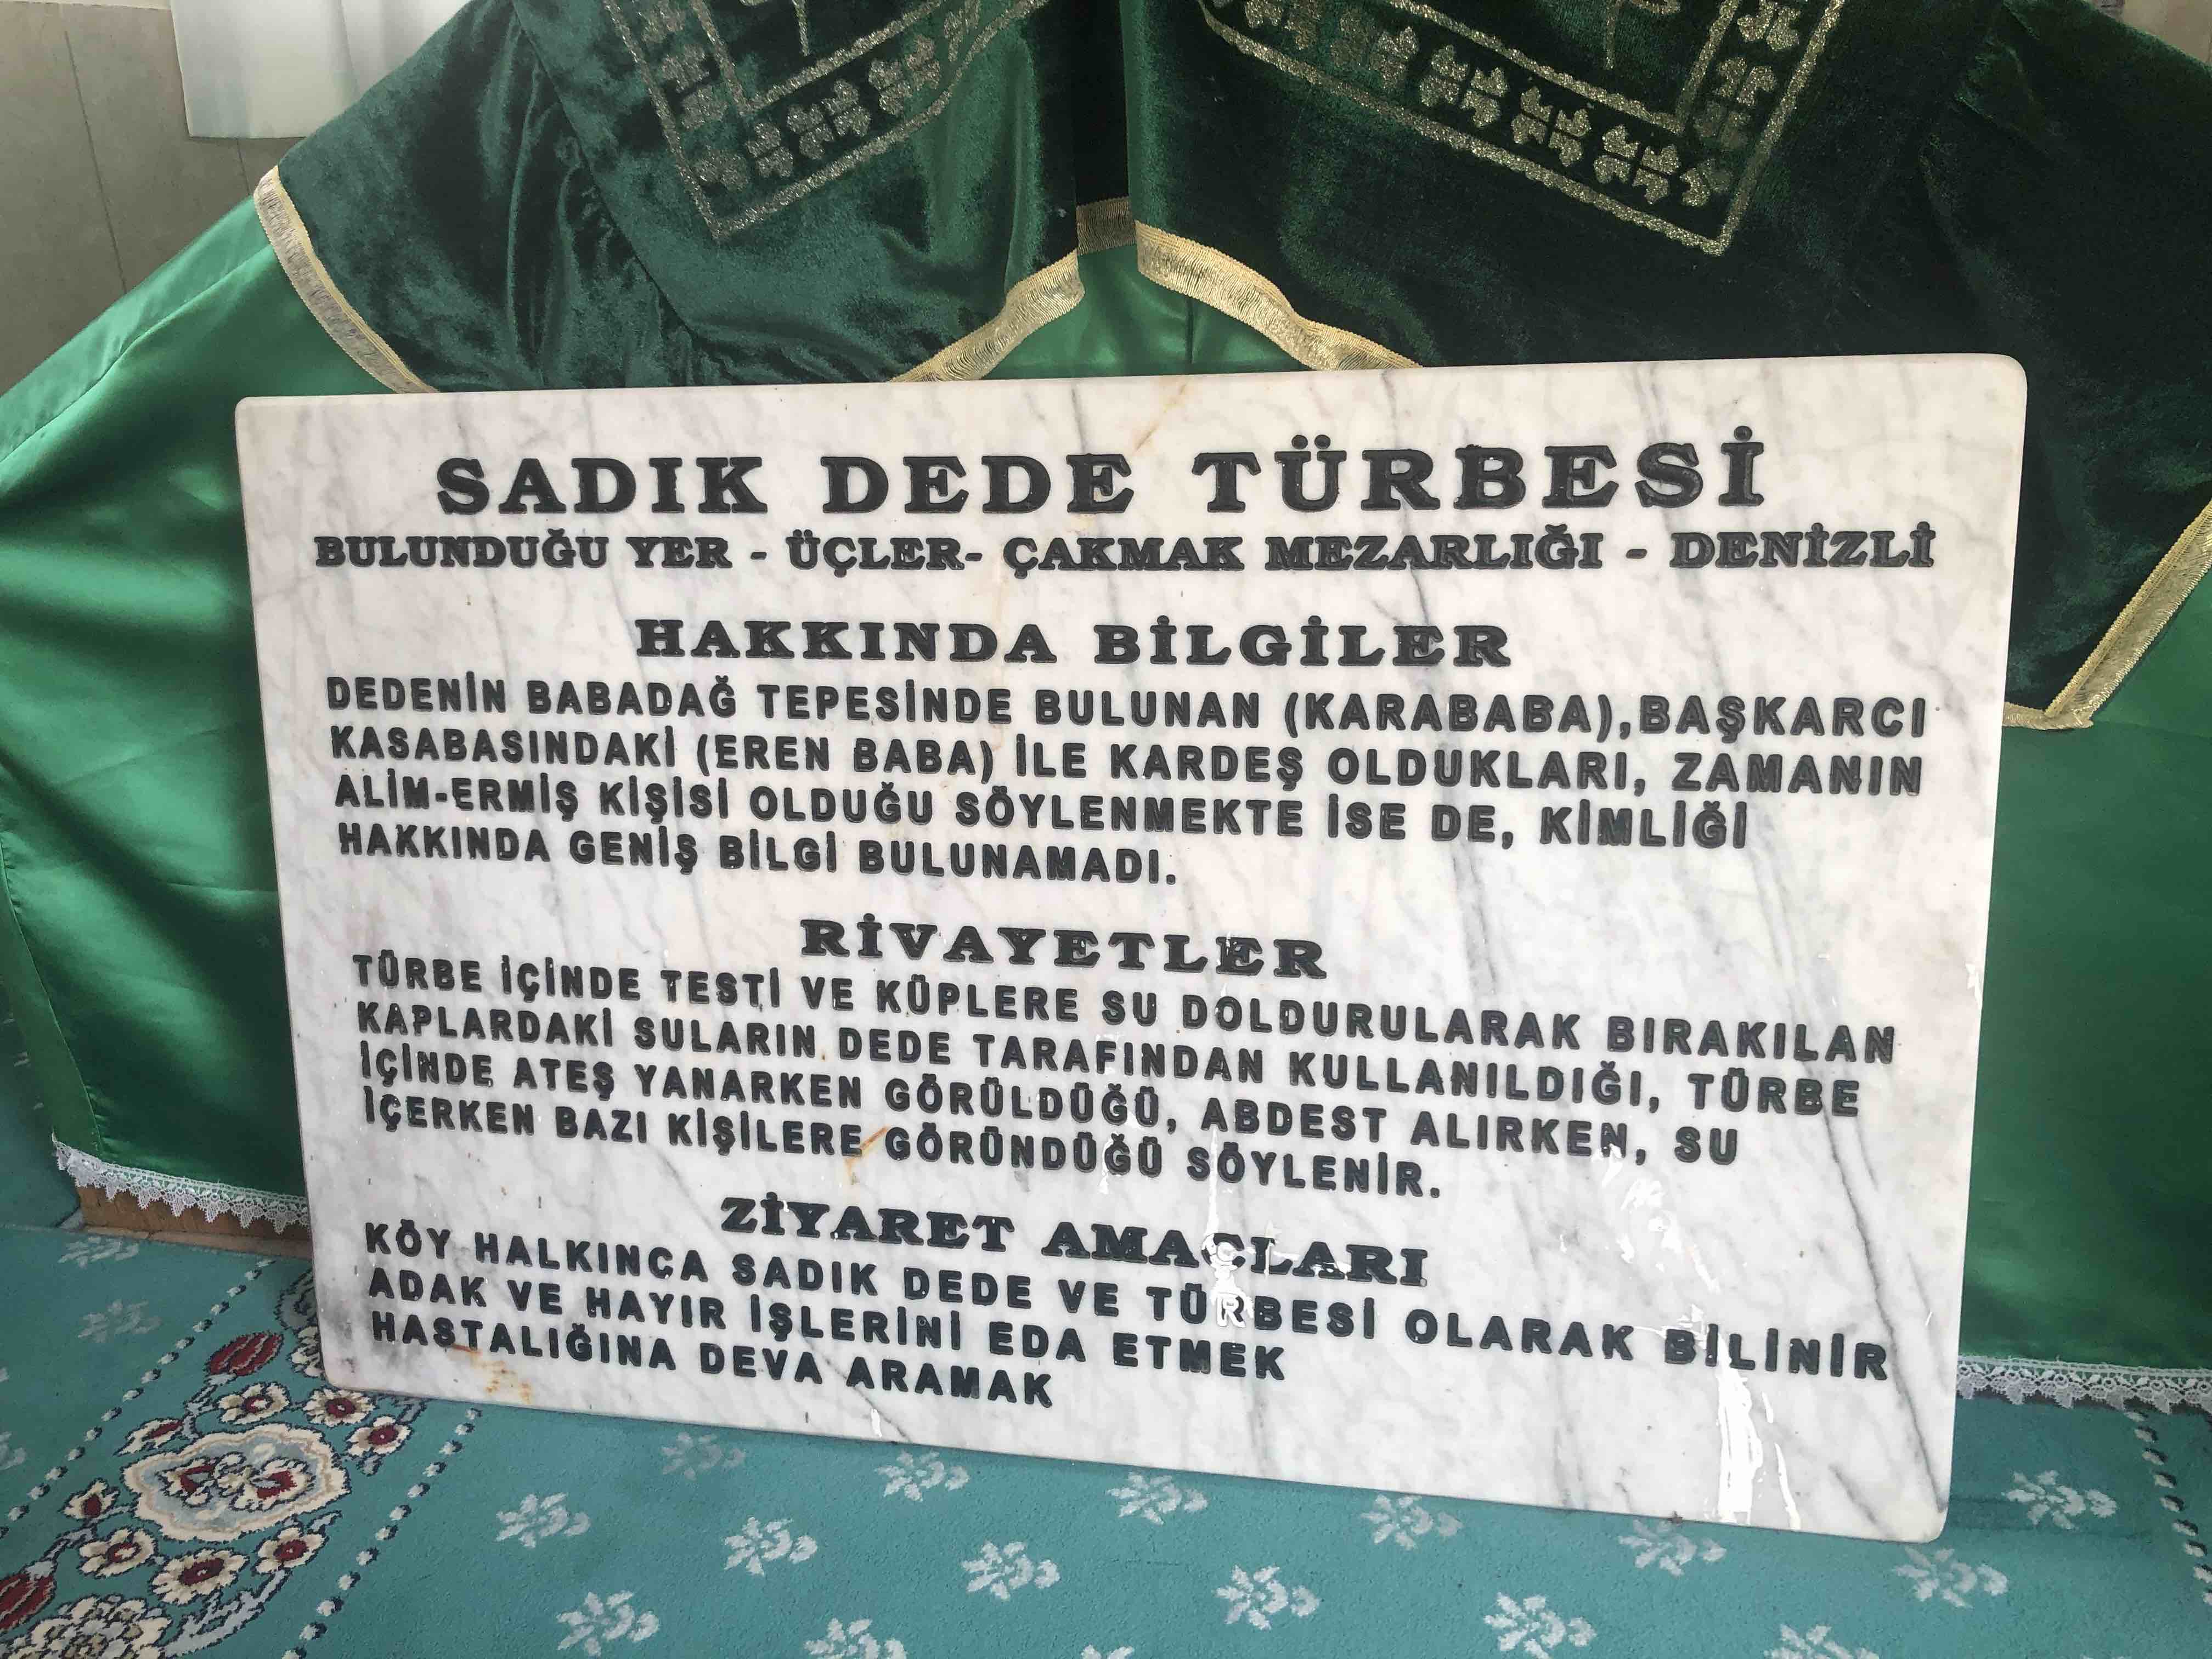 SADIK DEDE TÜRBESİ
BULUNDUĞU YER - ÜÇLER- ÇAKMAK MEZARLIĞI - DENİZLİ
HAKKINDA BİLGİLER
DEDENİN BABADAĞ TEPESİNDE BULUNAN (KARABABA),BAŞKARCI
KASABASINDAKİ (EREN BABA) İLE KARDEŞ OLDUKLARI, ZAMANIN
ALİM-ERMİŞ KİŞİSİ OLDUĞU SÖYLENMEKTE İSE DE, KİMLİĞİ
HAKKINDA GENİŞ BİLGİ BULUNAMADI.
RİVAYETLER
TÜRBE İÇİNDE TESTİ VE KÜPLERE SU DOLDURULARAK BIRAKILAN
KAPLARDAKİ SULARIN DEDE TARAFINDAN KULLANILDIĞI, TÜRBE
İÇİNDE ATEŞ YANARKEN GÖRÜLDÜĞÜ, ABDEST ALIRKEN, SU
İÇERKEN BAZI KİŞİLERE GÖRÜNDÜĞÜ SÖYLENİR.
ZİYARET AMAÇLARI
KÖY HALKINCA SADIK DEDE VE TÜRBESİ OLARAK BİLİNİR
ADAK VE HAYIR İŞLERİNİ EDA ETMEK
HASTALIĞINA DEVA ARAMAK